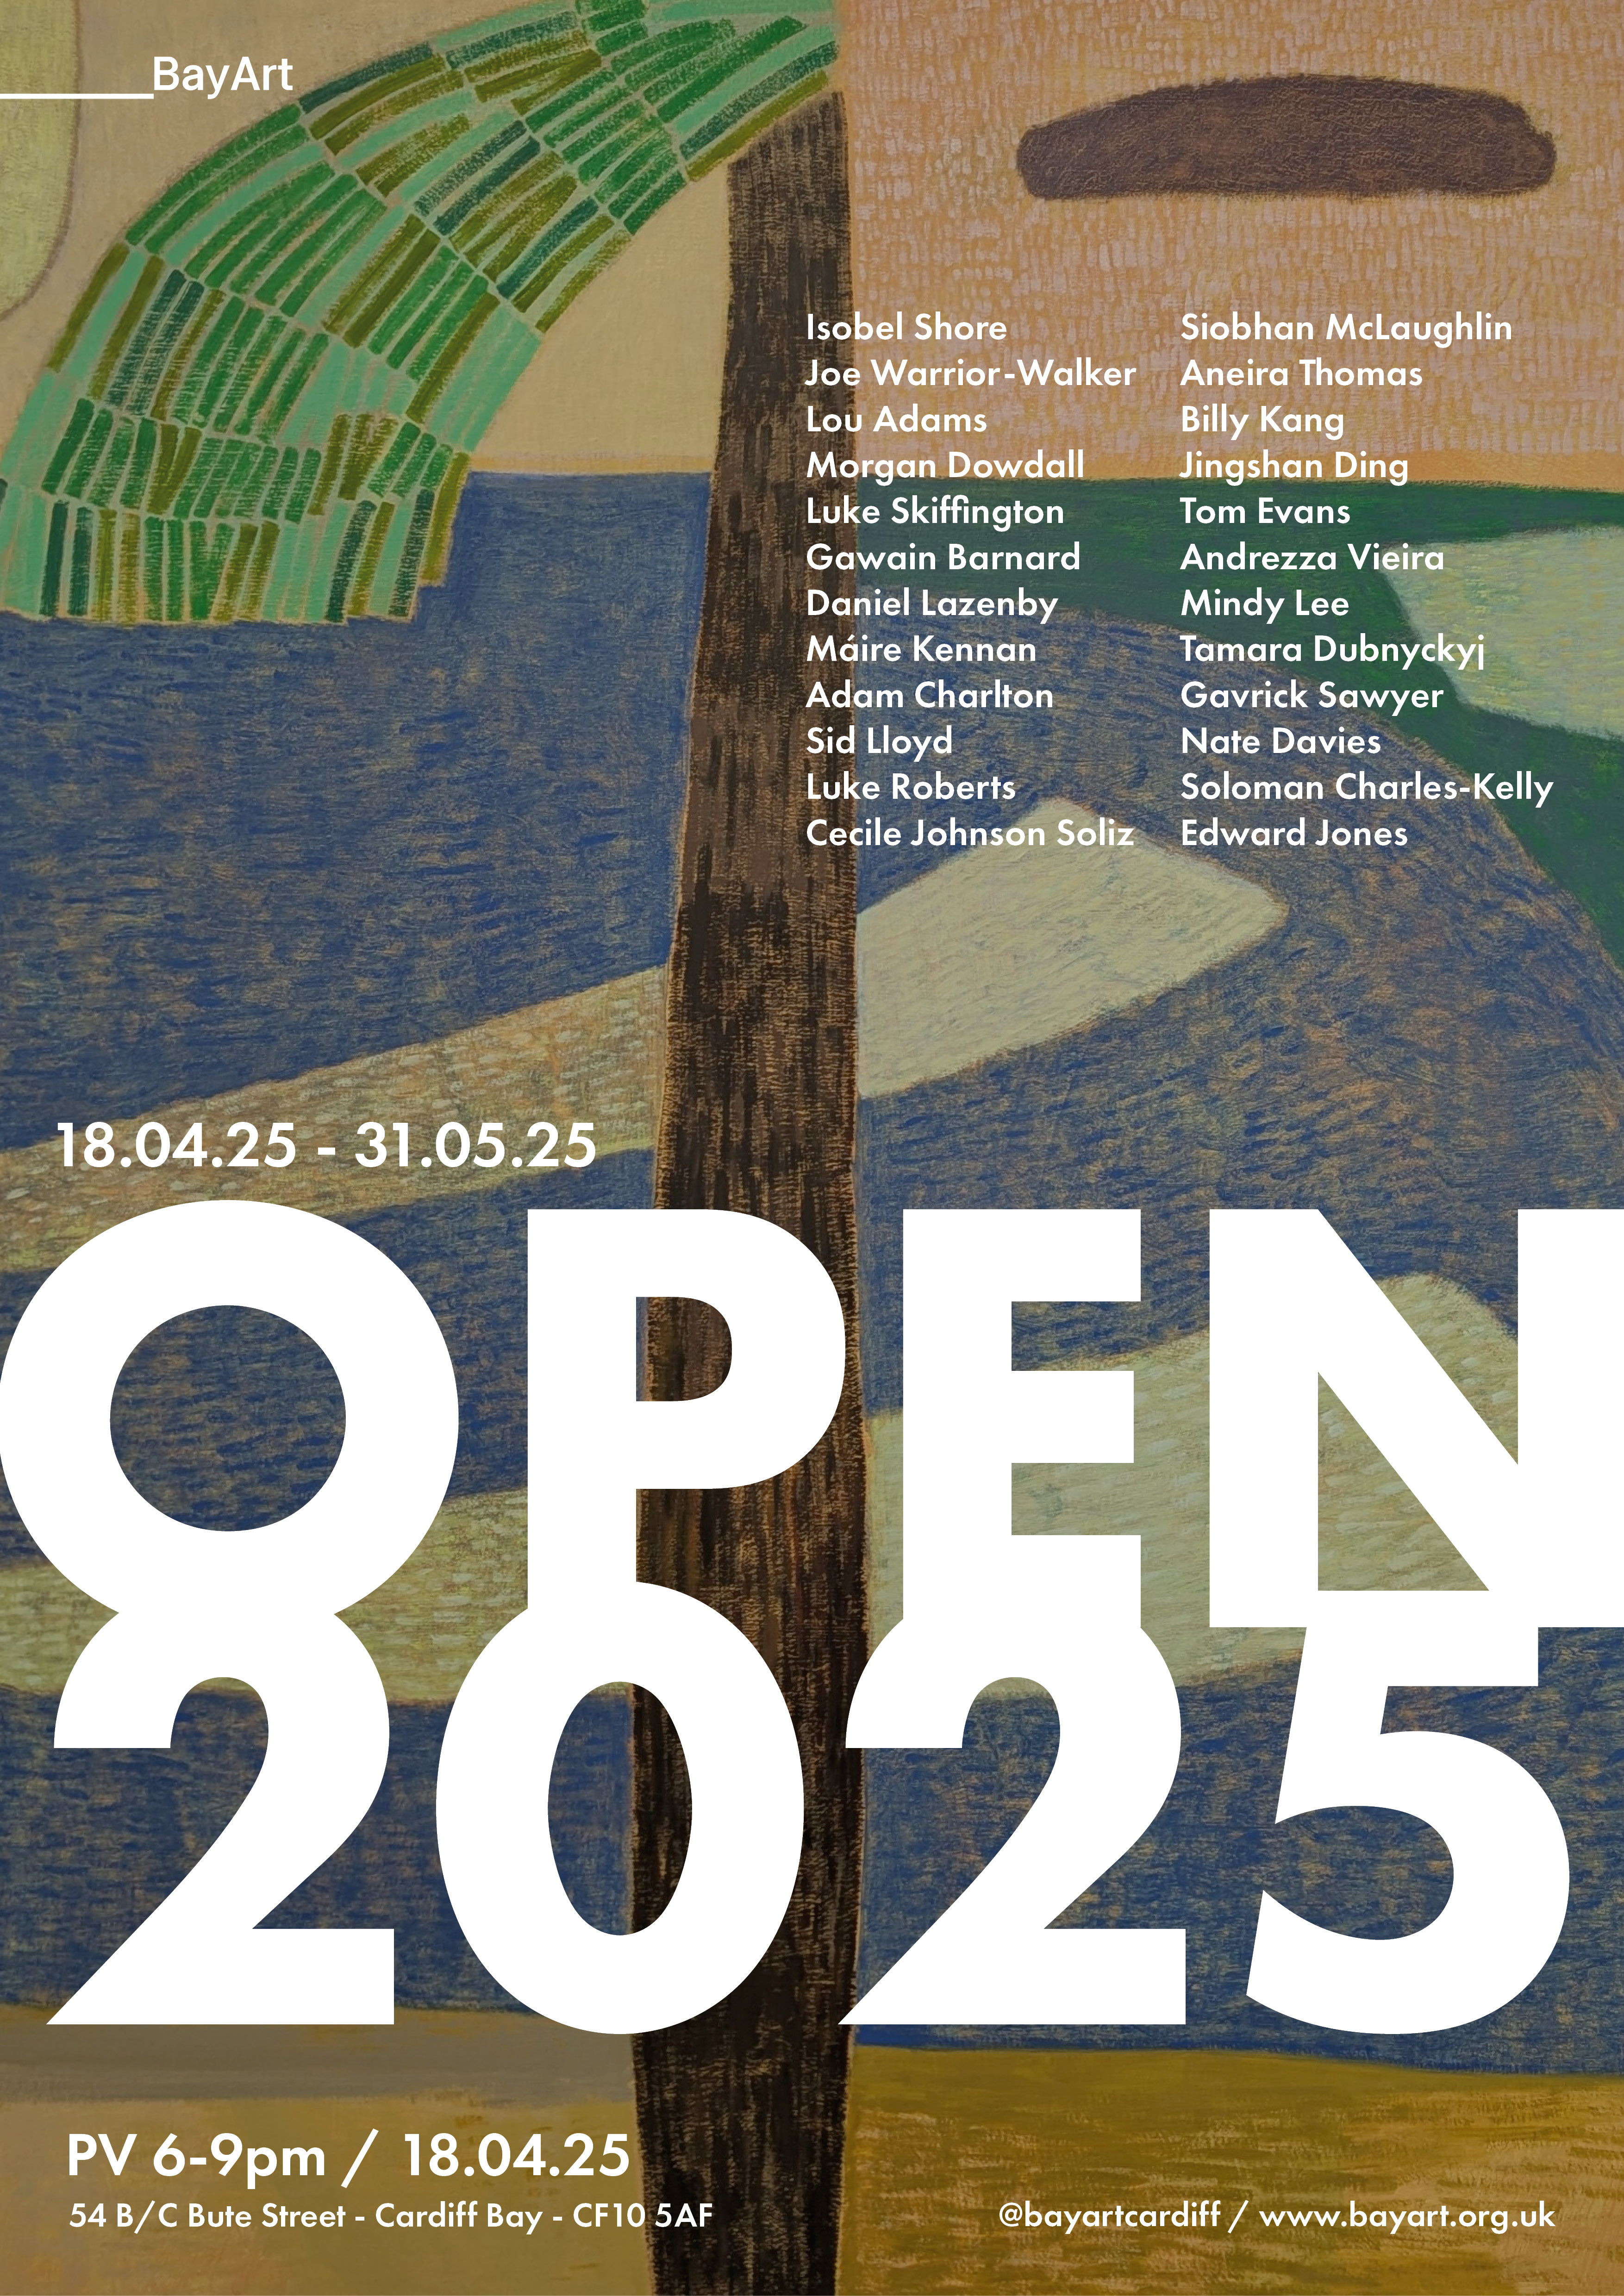 BayArt
Isobel Shore
Joe Warrior-Walker
Lou Adams
Morgan Dowdall
Luke Skiffington
Gawain Barnard
Daniel Lazenby
Máire Kennan
Adam Charlton
Sid Lloyd
Luke Roberts
Cecile Johnson Soliz
Siobhan McLaughlin
Aneira Thomas
Billy Kang
Jingshan Ding
Tom Evans
Andrezza Vieira
Mindy Lee
Tamara Dubnyckyj
Gavrick Sawyer
Nate Davies
Soloman Charles-Kelly
Edward Jones
18.04.25 - 31.05.25
OPEN
2025
PV 6-9pm / 18.04.25
54 B/C Bute Street - Cardiff Bay - CF10 5AF
@bayartcardiff / www.bayart.org.uk